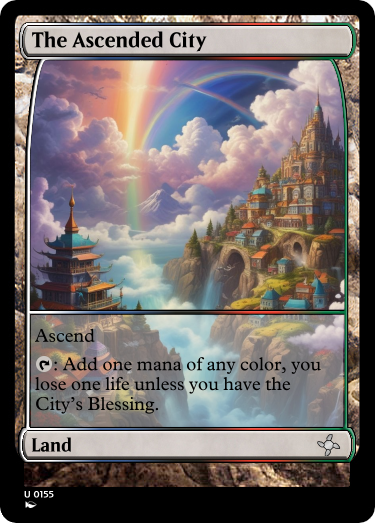 The Ascended City
Ascend
: Add one mana of any color, you
lose one life unless you have the
City's Blessing.
Land
U 0155